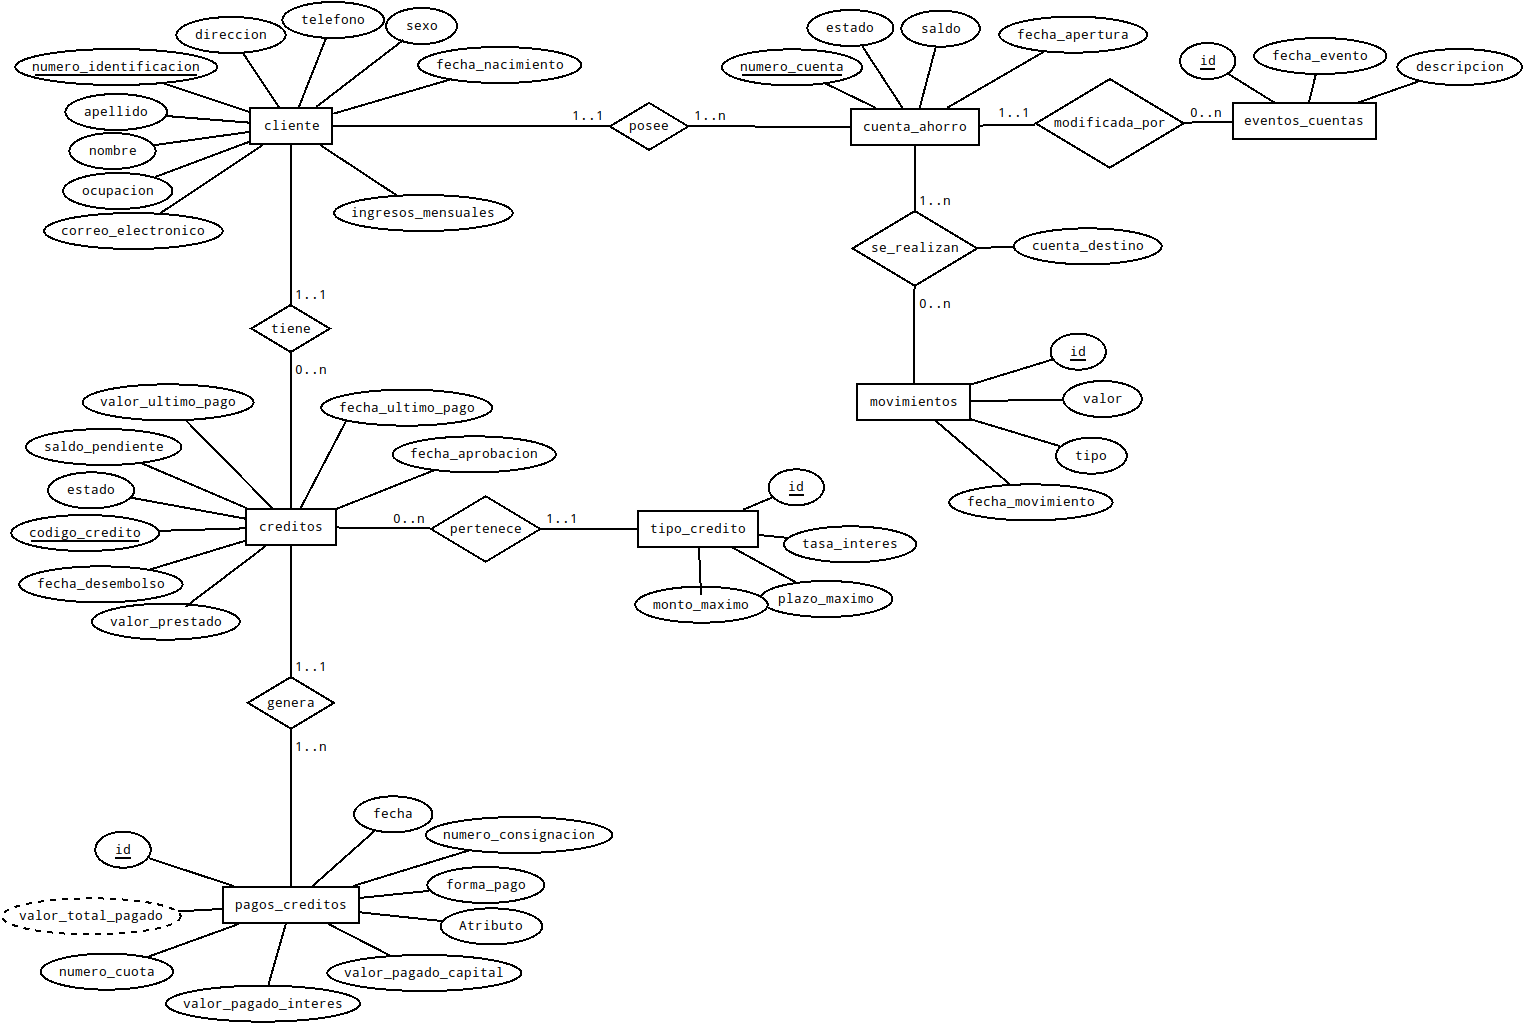 telefono
sexo
direccion
estado
saldo
fecha_apertura
numero_identificacion
fecha_nacimiento
numero_cuenta
id
fecha_evento
descripcion
apellido
cliente
1..1
posee
1..n
cuenta_ahorro
1..1
modificada_por
0..n
eventos_cuentas
nombre
ocupacion
correo_electronico
ingresos_mensuales
1..n
se_realizan
cuenta_destino
1..1
0..n
tiene
0..n
id
valor_ultimo_pago
fecha_ultimo_pago
movimientos
valor
saldo_pendiente
fecha_aprobacion
tipo
estado
id
fecha_movimiento
codigo_credito
creditos
0..n
pertenece
1..1
tipo_credito
tasa_interes
fecha_desembolso
monto_maximo
plazo_maximo
valor_prestado
1..1
genera
1..n
fecha
numero_consignacion
id
forma_pago
valor_total_pagado
pagos_creditos
Atributo
numero_cuota
valor_pagado_capital
valor_pagado_interes